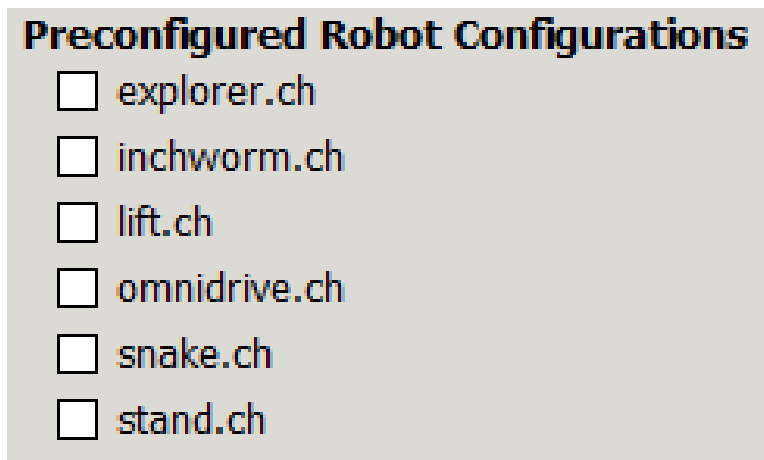 Preconfigured Robot Configurations
explorer.ch
inchworm.ch
lift.ch
omnidrive.ch
snake.ch
stand.ch